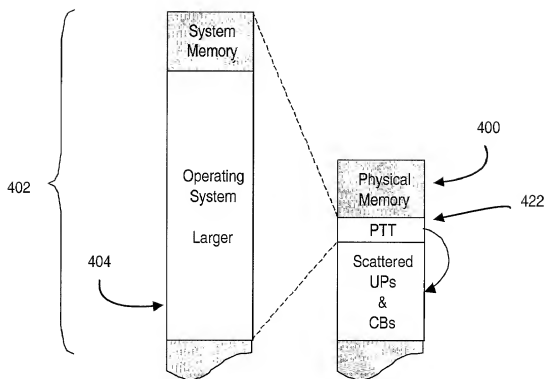 System
Memory
402
Operating
System
Larger
404
Physical
Memory
400
422
PTT
Scattered
UPs
&
CBs